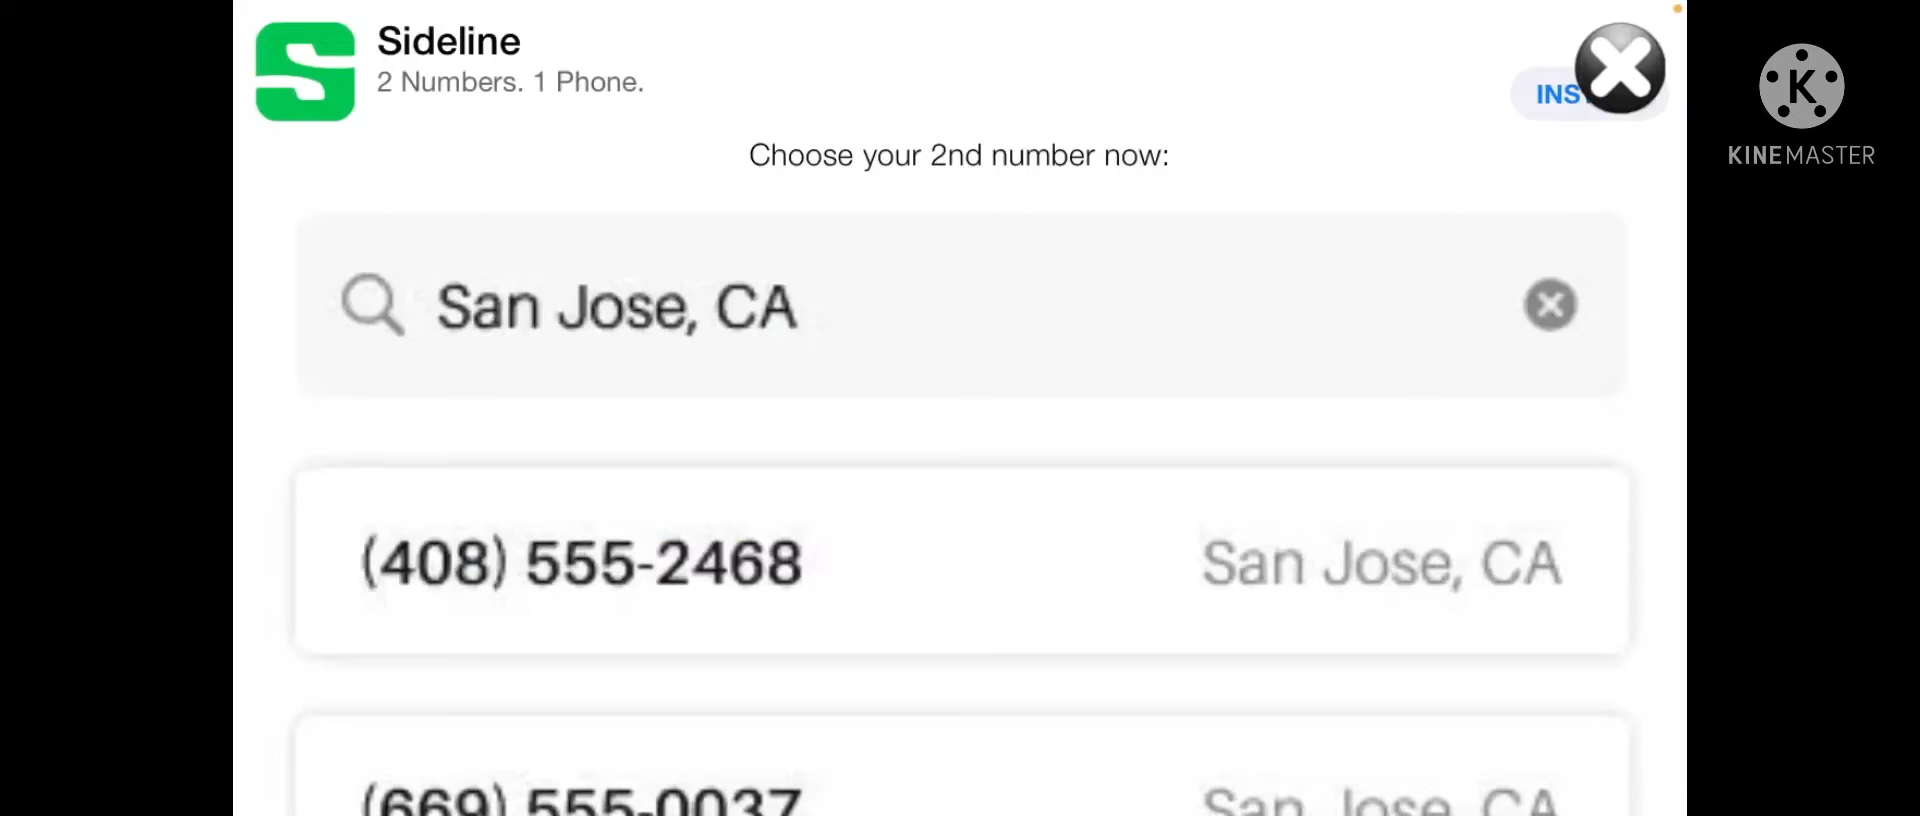 Sideline
2 Numbers. 1 Phone.
INS
K
KINEMASTER
Choose your 2nd number now:
San Jose, CA
(408) 555-2468 San Jose, CA
(669) 555-0037 San Jose, CA